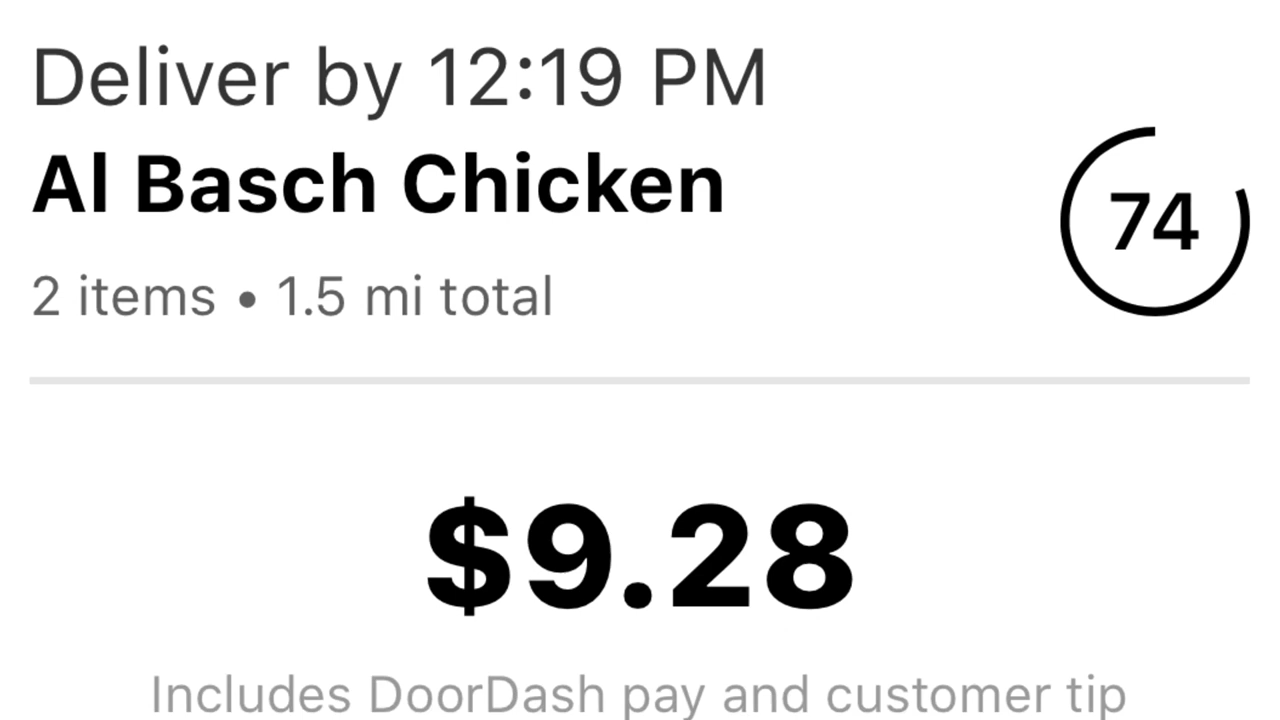 Deliver by 12:19 PM
Al Basch Chicken
74
2 items • 1.5 mi total
$9.28
Includes DoorDash pay and customer tip